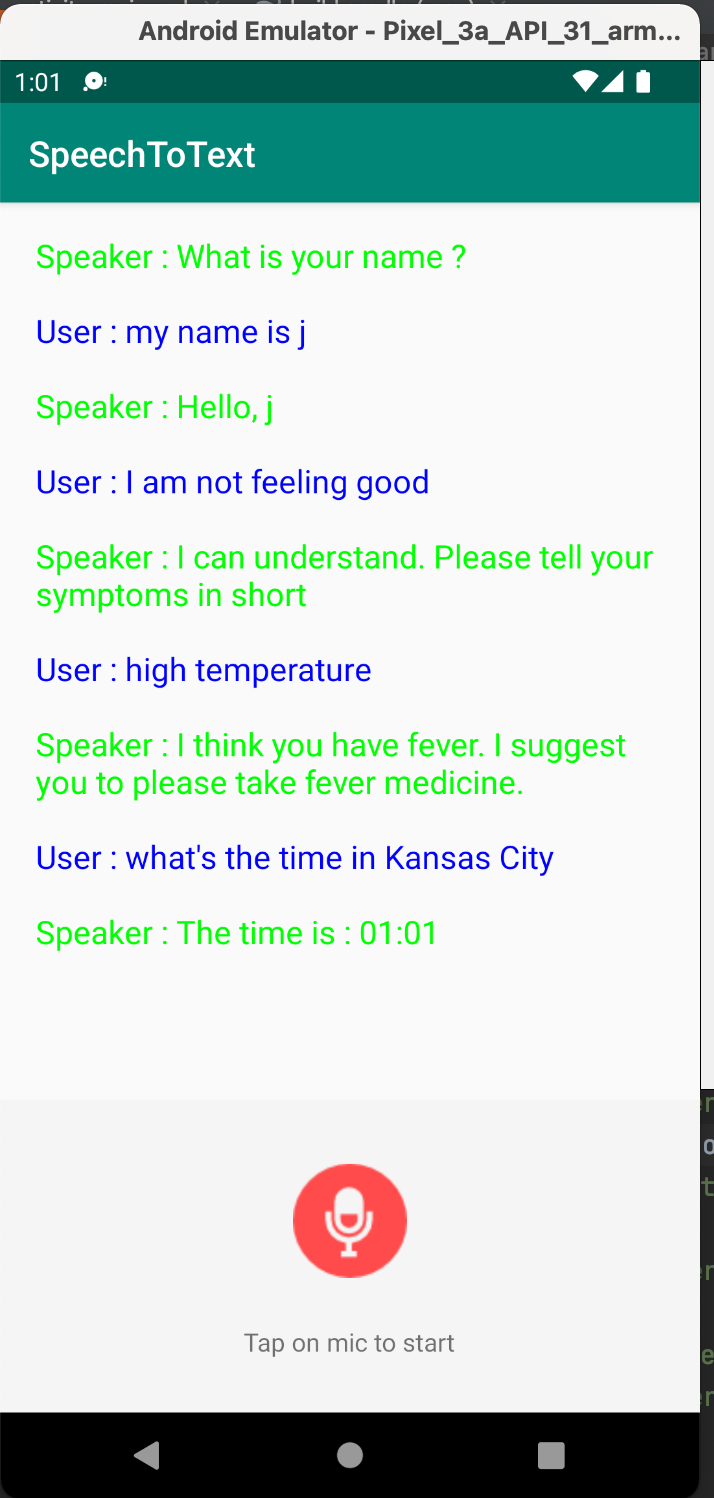 Android Emulator - Pixel_3a_API_31_arm...
1:01
SpeechToText
Speaker : What is your name ?
User : my name is j
Speaker : Hello, j
User : I am not feeling good
Speaker : I can understand. Please tell your
symptoms in short
User : high temperature
Speaker : I think you have fever. I suggest
you to please take fever medicine.
User : what's the time in Kansas City
Speaker : The time is : 01:01
Tap on mic to start